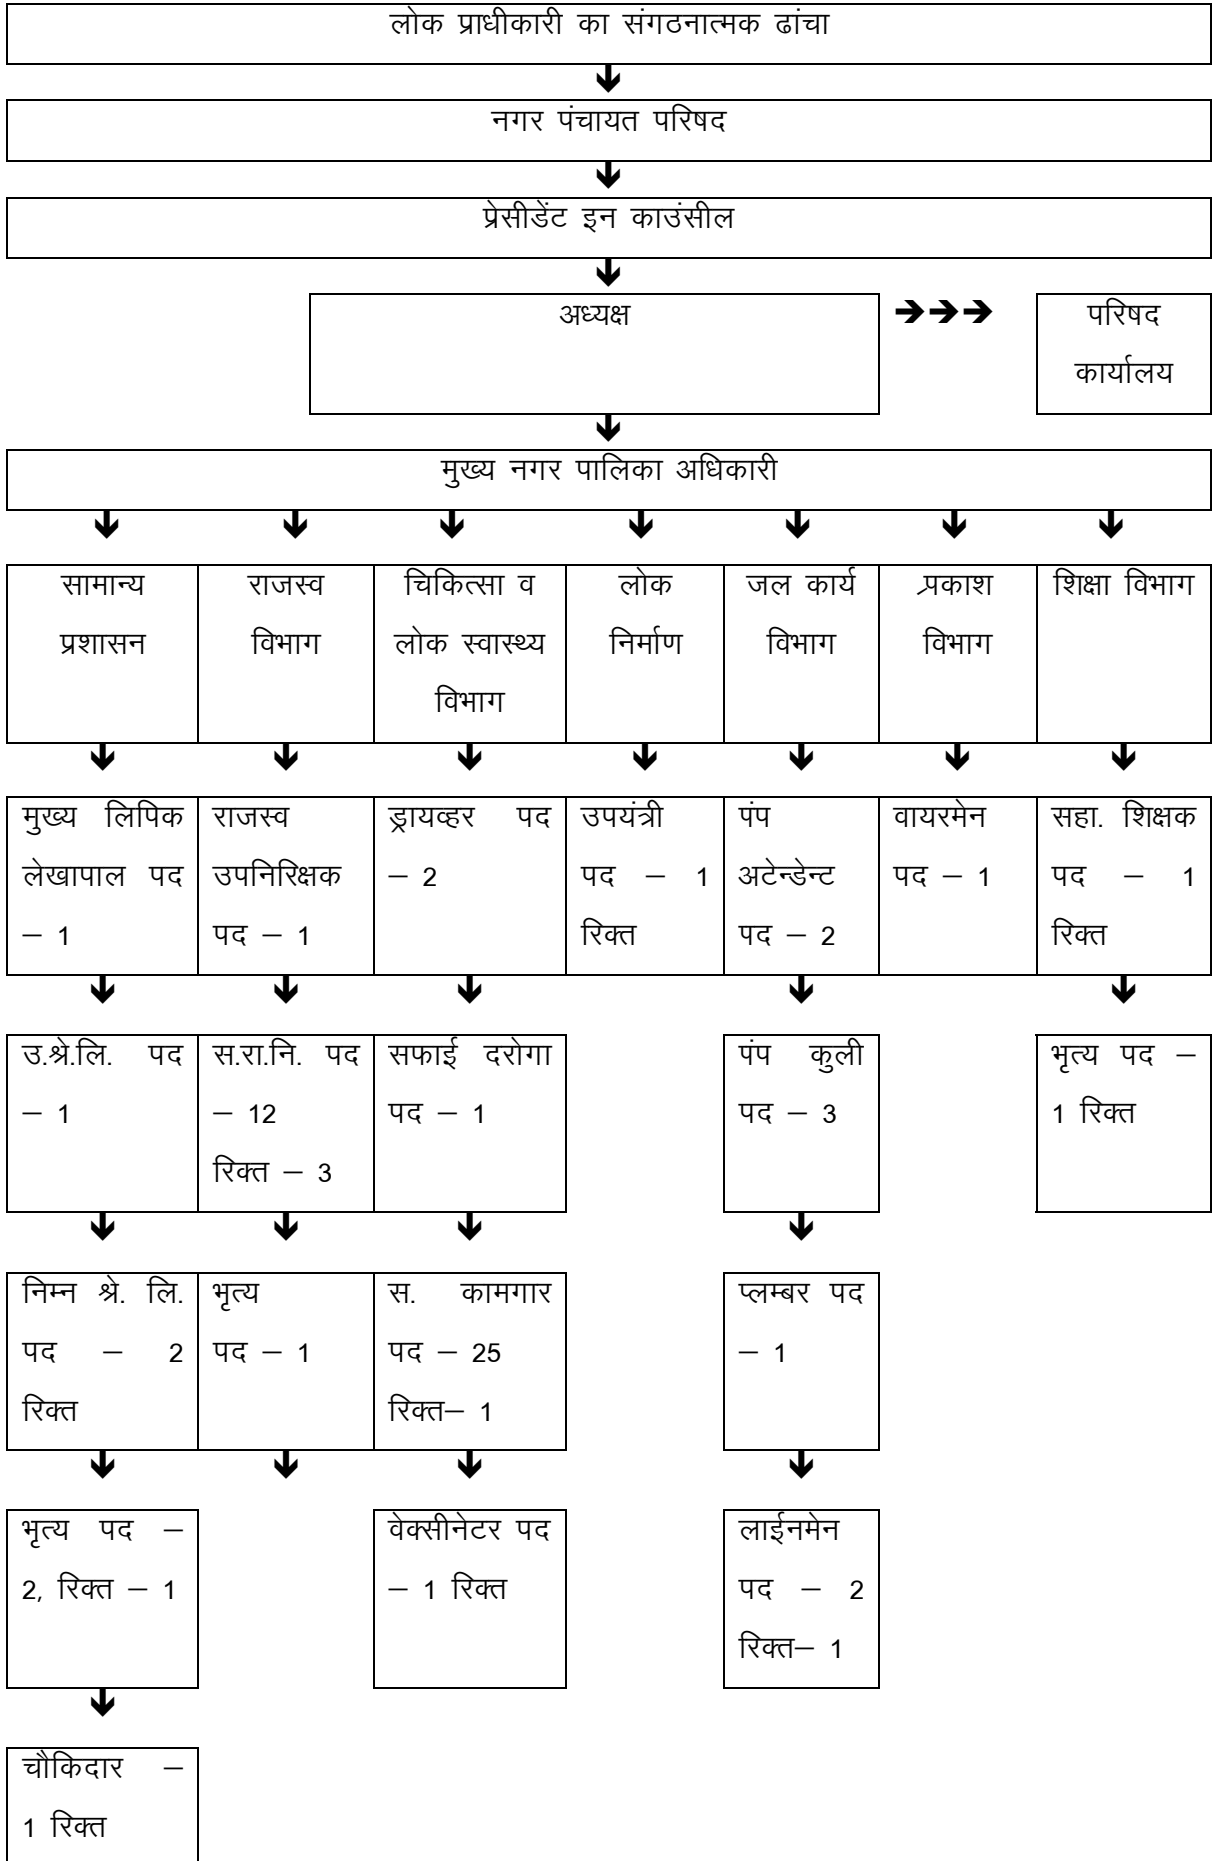 लोक प्राधीकारी का संगठनात्मक ढांचा
नगर पंचायत परिषद
प्रेसीडेंट इन काउंसील
अध्यक्ष
परिषद
कार्यालय
मुख्य नगर पालिका अधिकारी
सामान्य
प्रशासन
राजस्व
विभाग
चिकित्सा व
लोक स्वास्थ्य
विभाग
लोक
निर्माण
जल कार्य
विभाग
प्रकाश
विभाग
शिक्षा विभाग
मुख्य लिपिक
लेखापाल पद
– 1
राजस्व
उपनिरिक्षक
पद – 1
ड्रायव्हर पद
– 2
उपयंत्री
पद – 1
रिक्त
पंप
अटेन्डेन्ट
पद – 2
वायरमेन
पद – 1
सहा. शिक्षक
पद – 1
रिक्त
उ.श्रे.लि. पद
– 1
स.रा.नि. पद
– 12
रिक्त – 3
सफाई दरोगा
पद – 1
पंप कुली
पद – 3
भृत्य पद –
1 रिक्त
निम्न श्रे. लि.
पद – 2
रिक्त
भृत्य
पद – 1
स. कामगार
पद – 25
रिक्त– 1
प्लम्बर पद
– 1
भृत्य पद –
2, रिक्त – 1
वेक्सीनेटर पद
– 1 रिक्त
लाईनमेन
पद – 2
रिक्त– 1
चौकिदार –
1 रिक्त